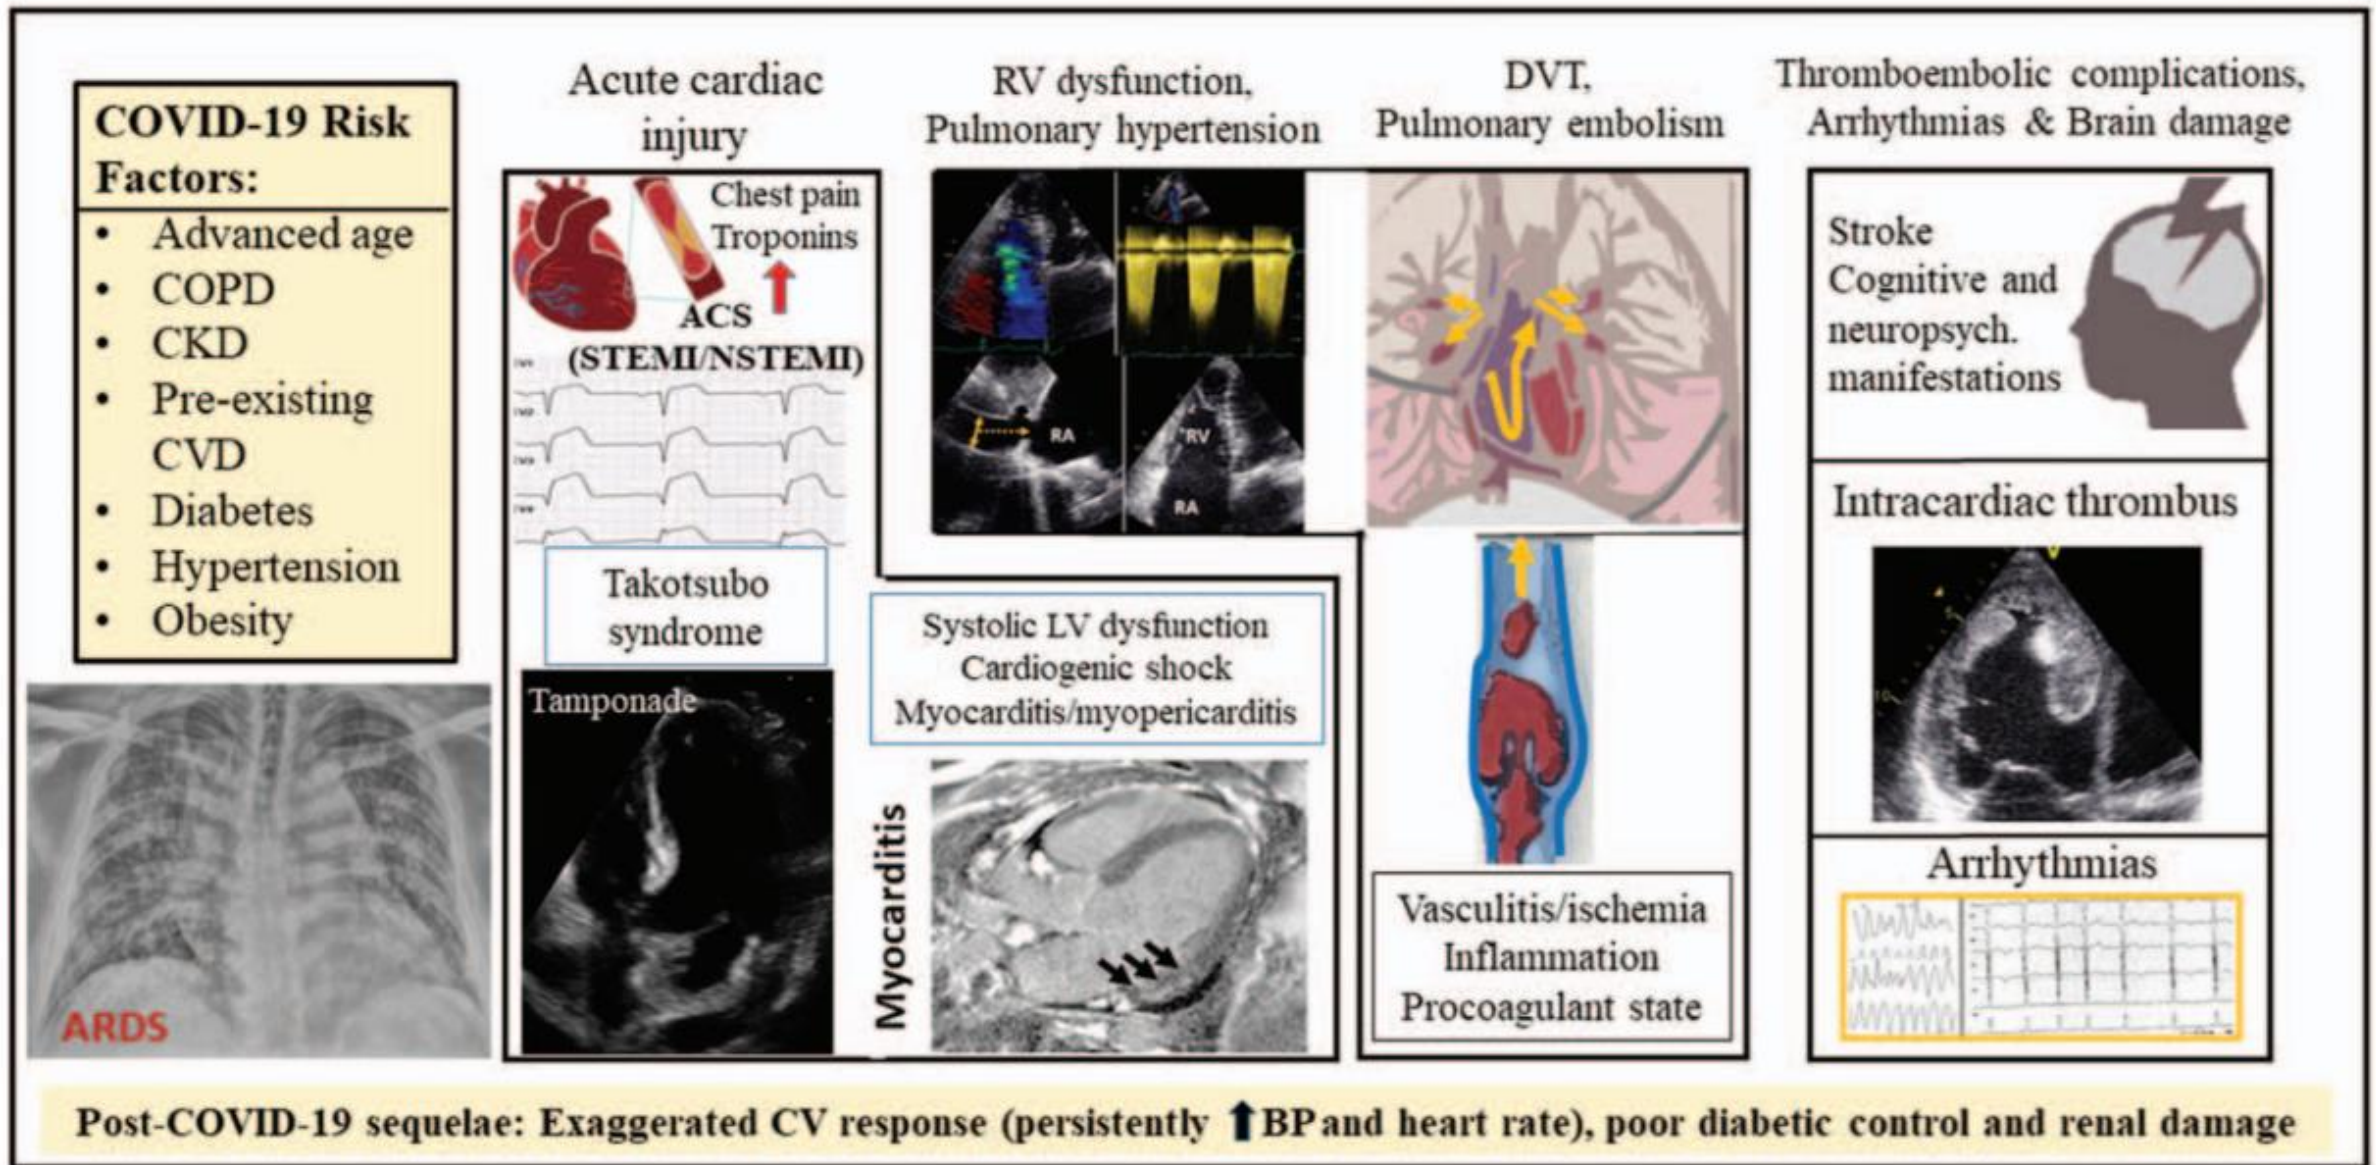 COVID-19 Risk
Factors:
• Advanced age
• COPD
• CKD
• Pre-existing
CVD
• Diabetes
• Hypertension
• Obesity
ARDS
Acute cardiac
injury
Chest pain
Troponins
ACS
(STEMI/NSTEMI)
Takotsubo
syndrome
Tamponade
Systolic LV dysfunction
Cardiogenic shock
Myocarditis/myopericarditis
Myocarditis
RV dysfunction,
Pulmonary hypertension
RA
RV
RA
DVT,
Pulmonary embolism
Vasculitis/ischemia
Inflammation
Procoagulant state
Thromboembolic complications,
Arrhythmias & Brain damage
Stroke
Cognitive and
neuropsych.
manifestations
Intracardiac thrombus
Arrhythmias
Post-COVID-19 sequelae: Exaggerated CV response (persistently ⬆BP and heart rate), poor diabetic control and renal damage